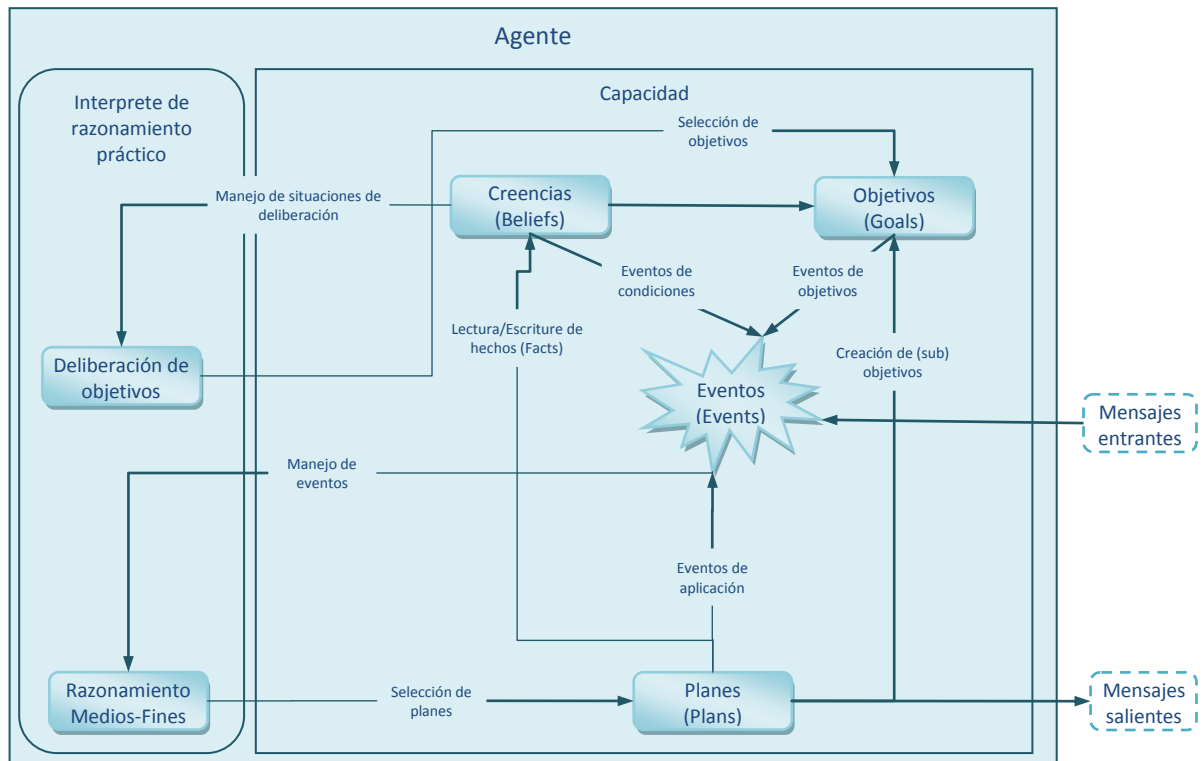 Agente
Interprete de
razonamiento
práctico
Capacidad
Selección de
objetivos
Manejo de situaciones de
deliberación
Creencias
(Beliefs)
Objetivos
(Goals)
Eventos de
condiciones
Eventos de
objetivos
Lectura/Escriture de
hechos (Facts)
Creación de (sub)
objetivos
Deliberación de
objetivos
Eventos
(Events)
Mensajes
entrantes
Manejo de
eventos
Eventos de
aplicación
Razonamiento
Medios-Fines
Selección de
planes
Planes
(Plans)
Mensajes
salientes